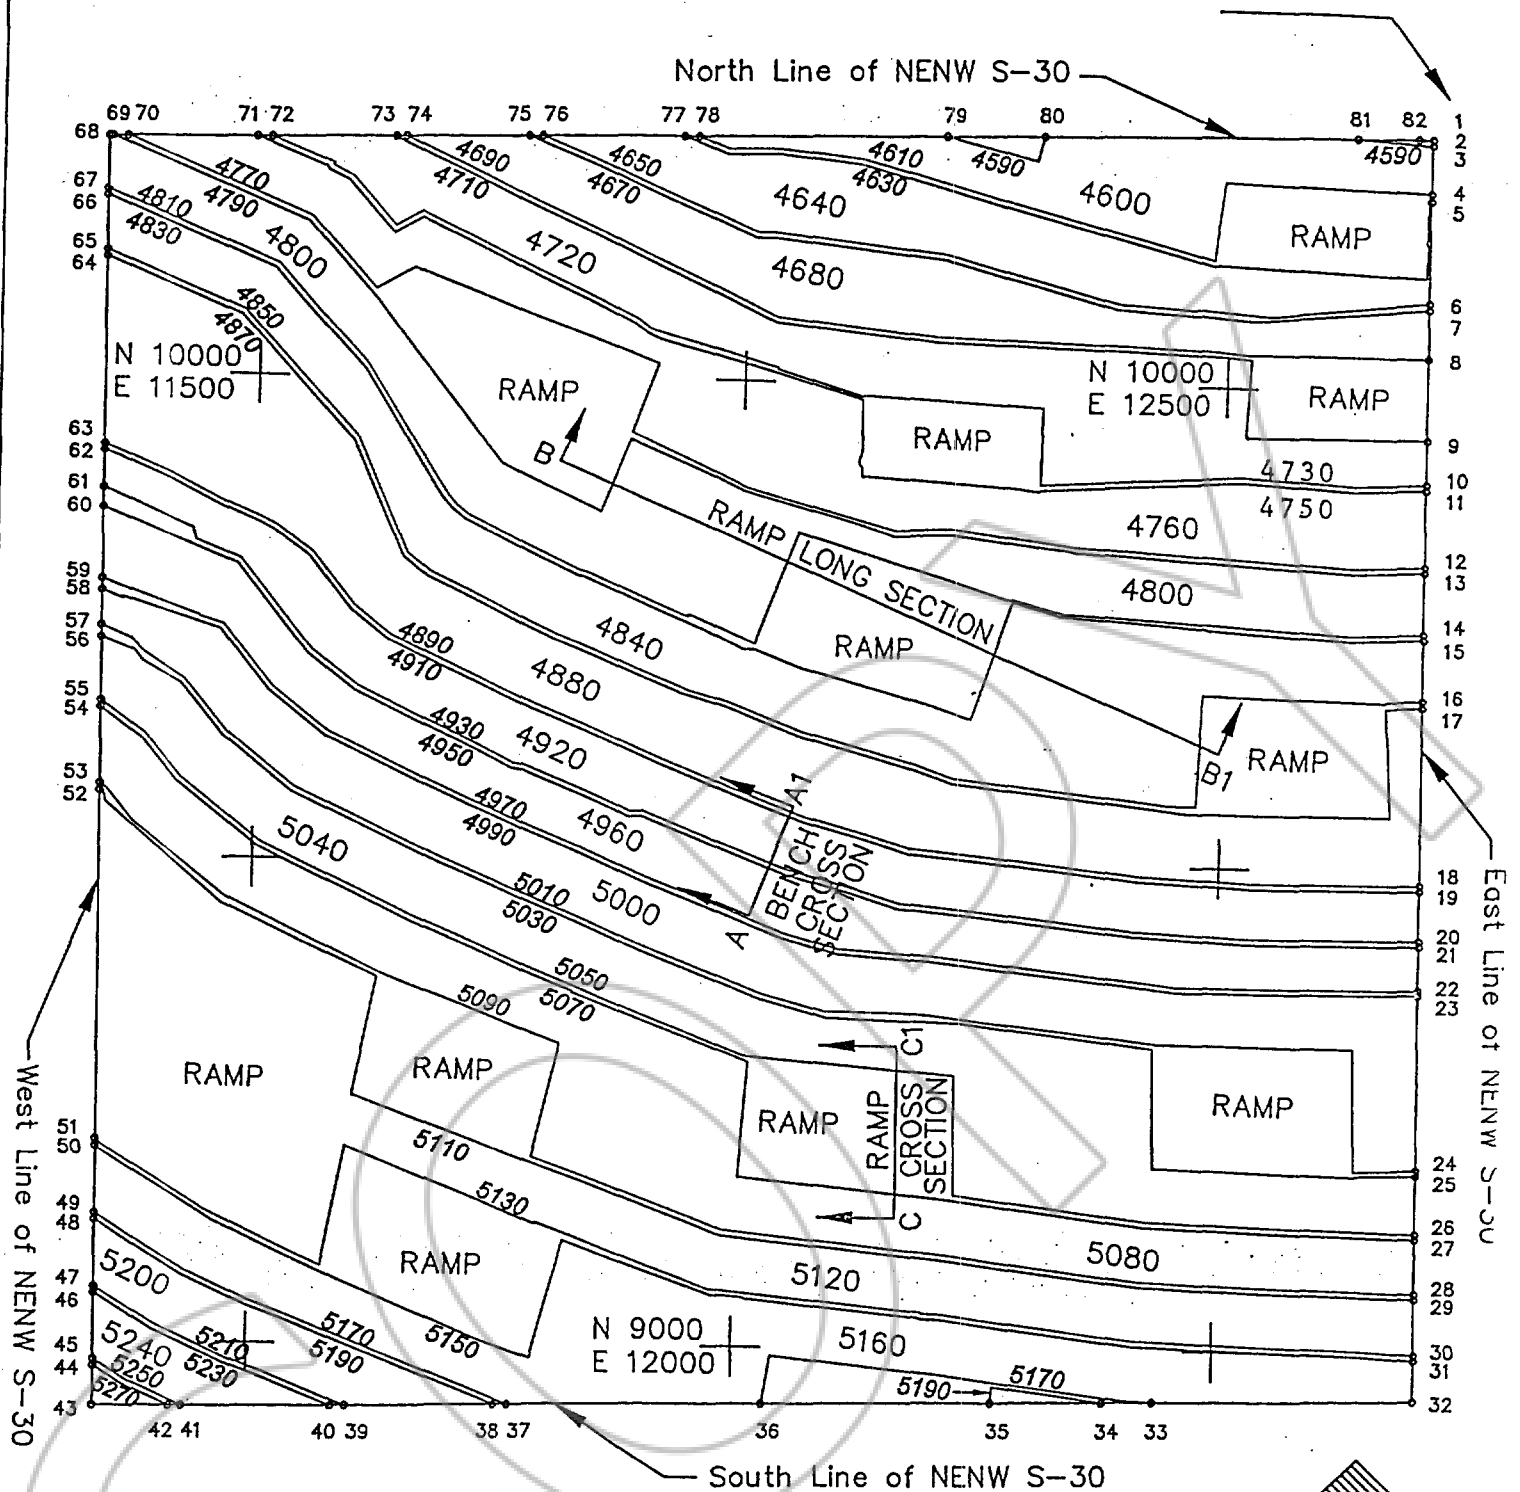 North Line of NENW S-30
69 70 71 72 73 74 75 76 77 78 79 80 81 82 1
68 2
3
4690 4650 4610 4590 4590
4770 4710 4670 4630
67 4790 4640 4600 4
66 4810 5
65 4830 4800 4720 RAMP
64 4680
4850 6
4870 7
N 10000 N 10000 8
E 11500 RAMP E 12500 RAMP
63 RAMP 9
62 B 4730
61 10
60 RAMP 4750 11
4760
LONG SECTION 12
59 4800 13
58
57 4890 4840 RAMP 14
56 4910 4880 15
55 4930 16
54 4950 4920 17
B1 RAMP
53 4970 A1
52 4990 4960
5040 BENCH
CROSS
SECTION
5010 5000 18
5030 A 19
20
21
5050 22
5090 5070 23
C1
RAMP RAMP RAMP RAMP
CROSS
SECTION
RAMP
51 24
50 5110 25
5130 C
49 26
48 RAMP 5080 27
5200 5120
47 28
46 29
5170 5150 N 9000 5160
45 5240 5210 5190 E 12000 30
44 5250 5230 5170 31
5270 5190
43 32
42 41 40 39 38 37 36 35 34 33
South Line of NENW S-30
West Line of NENW S-30
East Line of NENW S-30